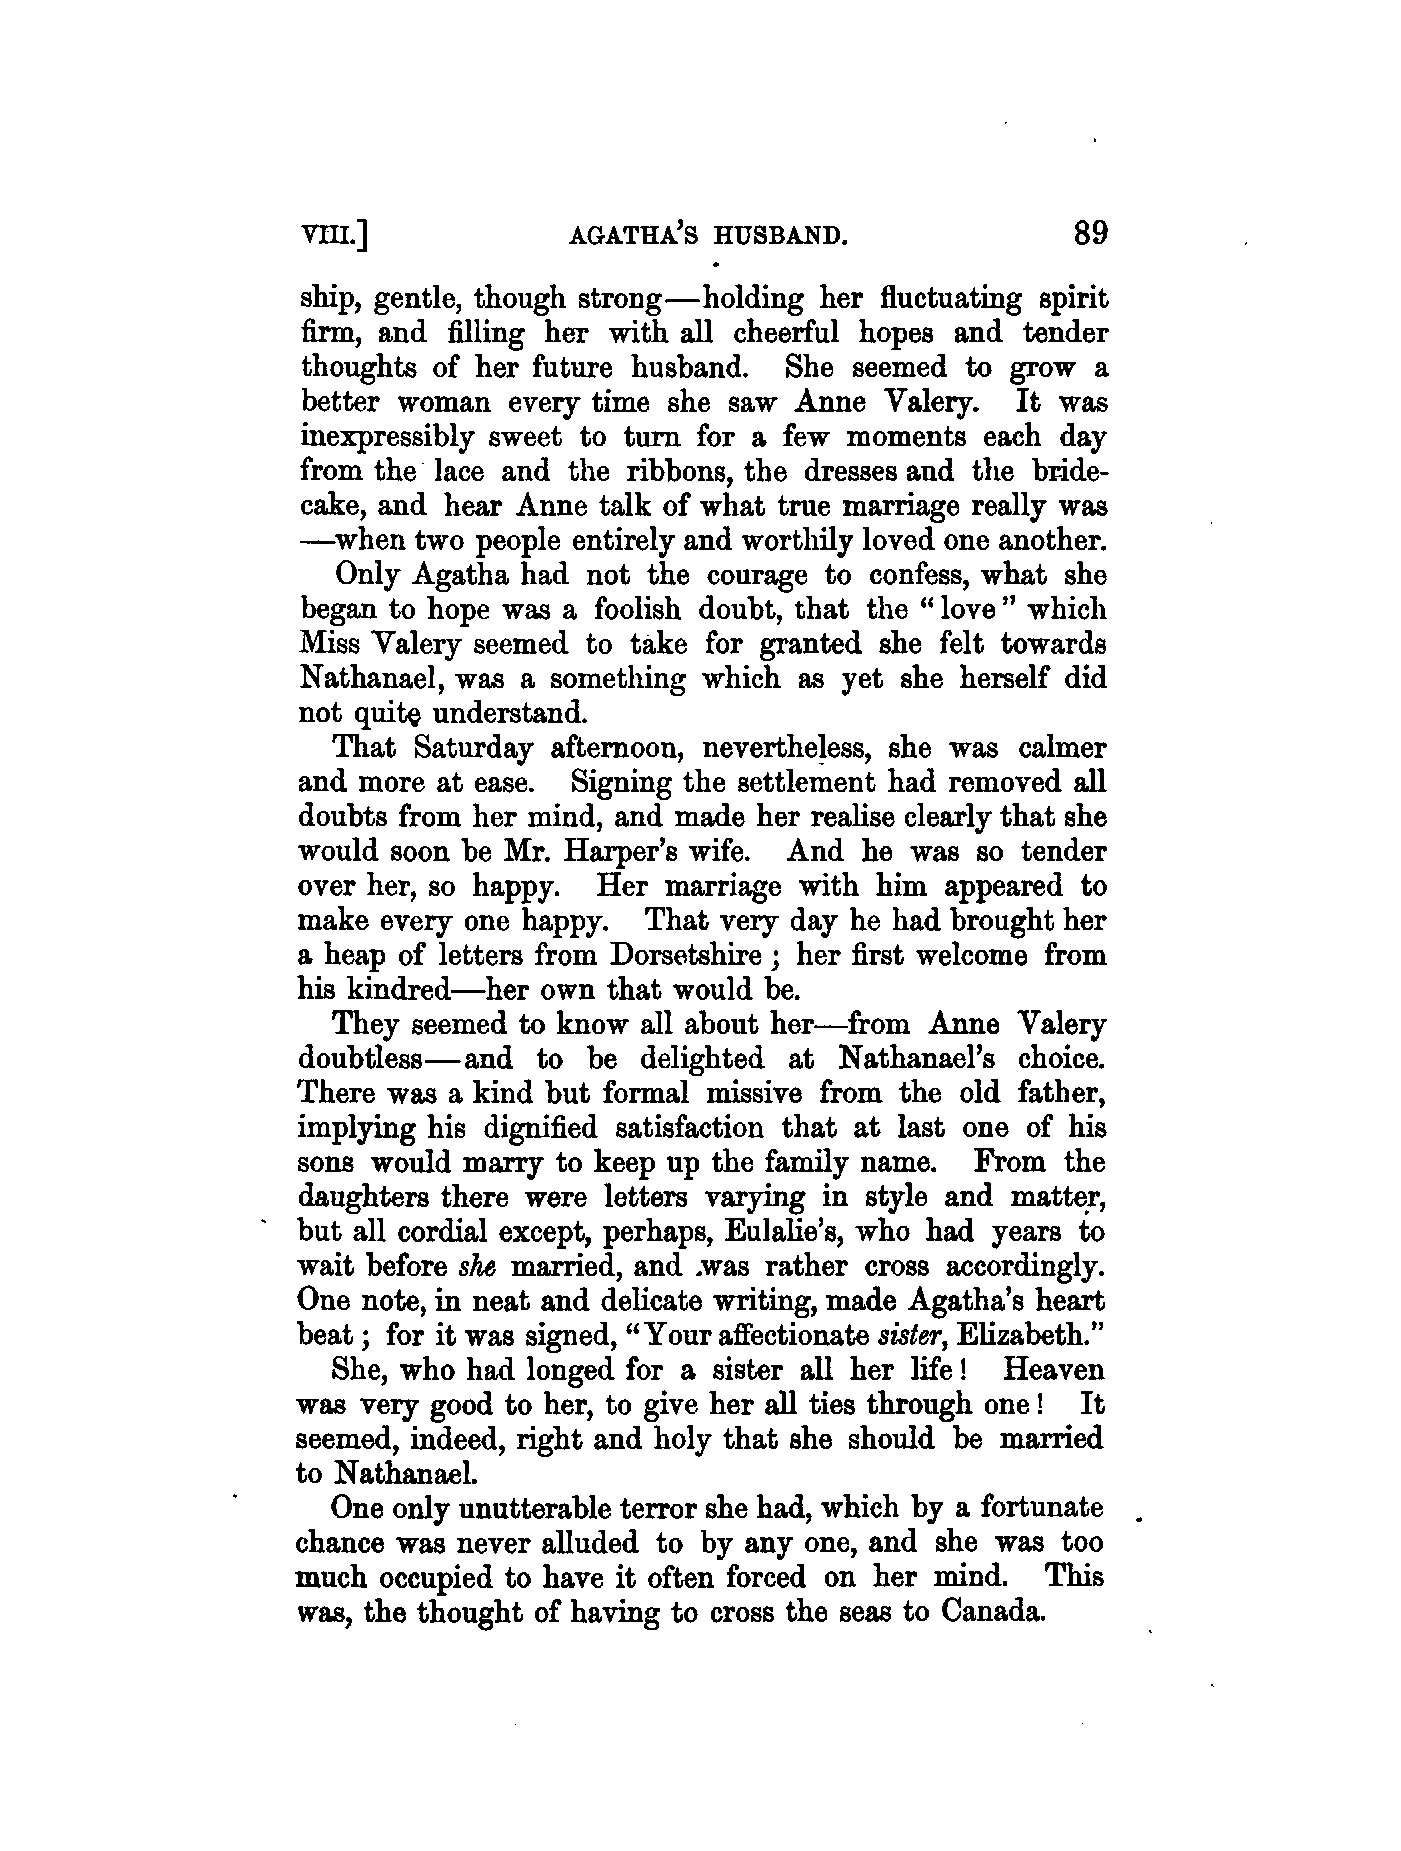 VIII.] AGATHA'S HUSBAND. 89
ship, gentle, though strong—holding her fluctuating spirit
firm, and filling her with all cheerful hopes and tender
thoughts of her future husband. She seemed to grow a
better woman every time she saw Anne Valery. It was
inexpressibly sweet to turn for a few moments each day
from the lace and the ribbons, the dresses and the bride-
cake, and hear Anne talk of what true marriage really was
—when two people entirely and worthily loved one another.
Only Agatha had not the courage to confess, what she
began to hope was a foolish doubt, that the "love" which
Miss Valery seemed to take for granted she felt towards
Nathanael, was a something which as yet she herself did
not quite understand.
That Saturday afternoon, nevertheless, she was calmer
and more at ease. Signing the settlement had removed all
doubts from her mind, and made her realise clearly that she
would soon be Mr. Harper's wife. And he was so tender
over her, so happy. Her marriage with him appeared to
make every one happy. That very day he had brought her
a heap of letters from Dorsetshire; her first welcome from
his kindred—her own that would be.
They seemed to know all about her—from Anne Valery
doubtless—and to be delighted at Nathanael's choice.
There was a kind but formal missive from the old father,
implying his dignified satisfaction that at last one of his
sons would marry to keep up the family name. From the
daughters there were letters varying in style and matter,
but all cordial except, perhaps, Eulalie's, who had years to
wait before she married, and was rather cross accordingly.
One note, in neat and delicate writing, made Agatha's heart
beat; for it was signed, "Your affectionate sister, Elizabeth."
She, who had longed for a sister all her life! Heaven
was very good to her, to give her all ties through one! It
seemed, indeed, right and holy that she should be married
to Nathanael.
One only unutterable terror she had, which by a fortunate
chance was never alluded to by any one, and she was too
much occupied to have it often forced on her mind. This
was, the thought of having to cross the seas to Canada.